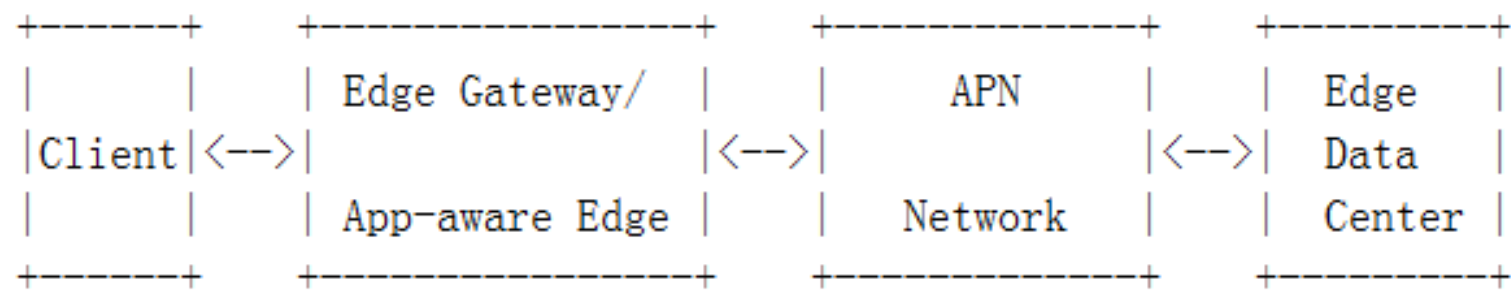 +------+    +-----------------+    +--------------+    +---------+
|      |    | Edge Gateway/   |    |     APN      |    |  Edge   |
|Client|<-->|                 |<-->|              |<-->|  Data   |
|      |    | App-aware Edge  |    |   Network    |    |  Center |
+------+    +-----------------+    +--------------+    +---------+